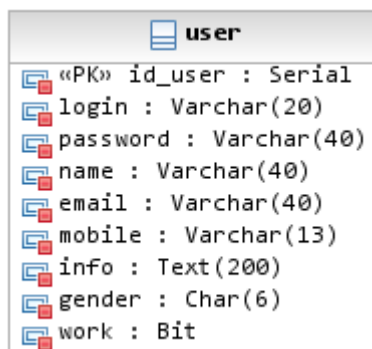 user
«PK» id_user : Serial
login : Varchar(20)
password : Varchar(40)
name : Varchar(40)
email : Varchar(40)
mobile : Varchar(13)
info : Text(200)
gender : Char(6)
work : Bit